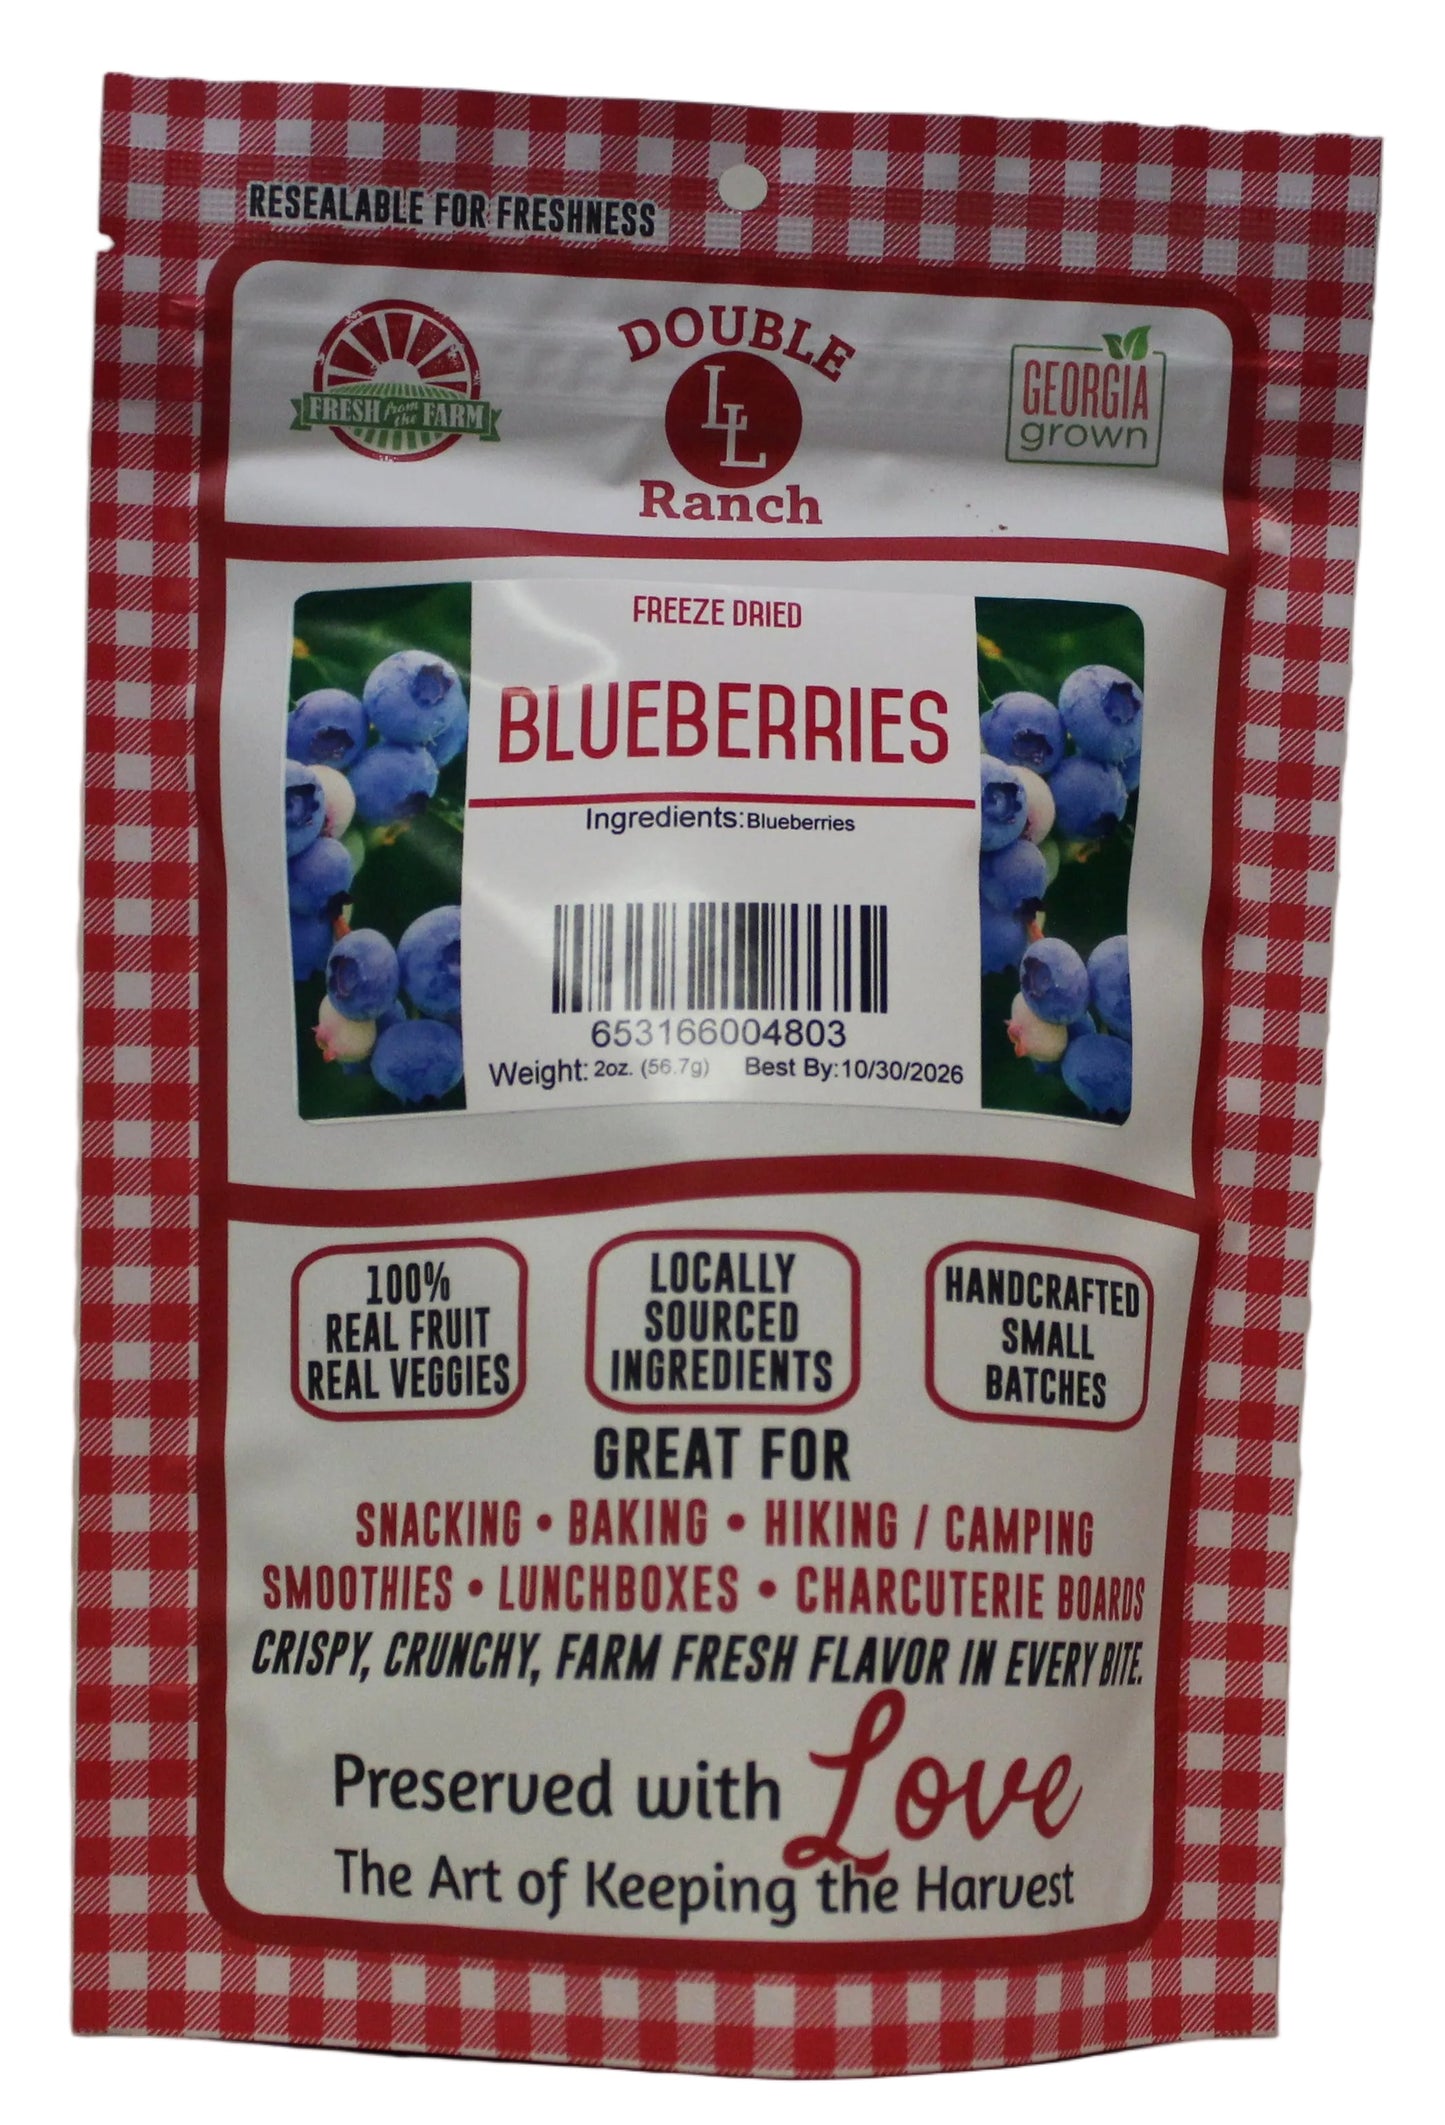 RESEALABLE FOR FRESHNESS
FRESH from the FARM
DOUBLE
LL
Ranch
GEORGIA
grown
FREEZE DRIED
BLUEBERRIES
Ingredients: Blueberries
653166004803
Weight: 2oz. (56.7g) Best By:10/30/2026
100%
REAL FRUIT
REAL VEGGIES
LOCALLY
SOURCED
INGREDIENTS
HANDCRAFTED
SMALL
BATCHES
GREAT FOR
SNACKING • BAKING • HIKING / CAMPING
SMOOTHIES • LUNCHBOXES • CHARCUTERIE BOARDS
CRISPY, CRUNCHY, FARM FRESH FLAVOR IN EVERY BITE.
Preserved with Love
The Art of Keeping the Harvest